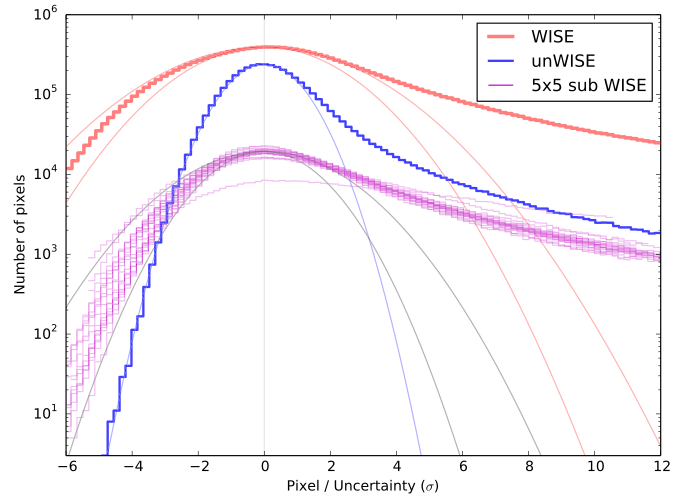 10^6
10^5
10^4
10^3
10^2
10^1
Number of pixels
WISE
unWISE
5x5 sub WISE
−6 −4 −2 0 2 4 6 8 10 12
Pixel / Uncertainty (σ)